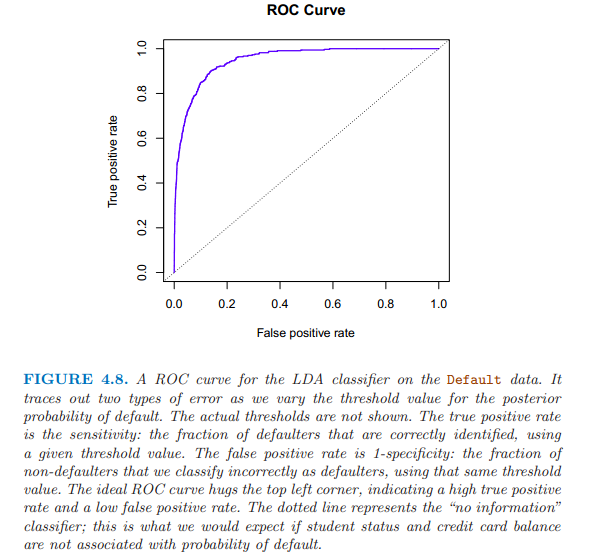 ROC Curve
1.0
0.8
0.6
0.4
0.2
0.0
True positive rate
0.0 0.2 0.4 0.6 0.8 1.0
False positive rate
FIGURE 4.8. A ROC curve for the LDA classifier on the Default data. It
traces out two types of error as we vary the threshold value for the posterior
probability of default. The actual thresholds are not shown. The true positive rate
is the sensitivity: the fraction of defaulters that are correctly identified, using
a given threshold value. The false positive rate is 1-specificity: the fraction of
non-defaulters that we classify incorrectly as defaulters, using that same threshold
value. The ideal ROC curve hugs the top left corner, indicating a high true positive
rate and a low false positive rate. The dotted line represents the “no information”
classifier; this is what we would expect if student status and credit card balance
are not associated with probability of default.